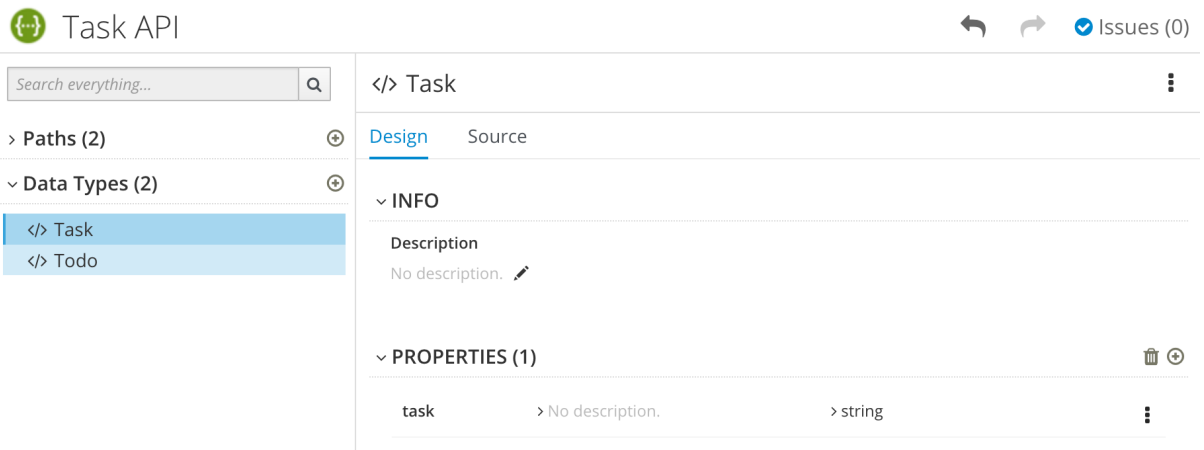 Task API
Issues (0)
Search everything...
Paths (2)
Data Types (2)
</> Task
</> Todo
</> Task
Design
Source
INFO
Description
No description.
PROPERTIES (1)
task
No description.
string